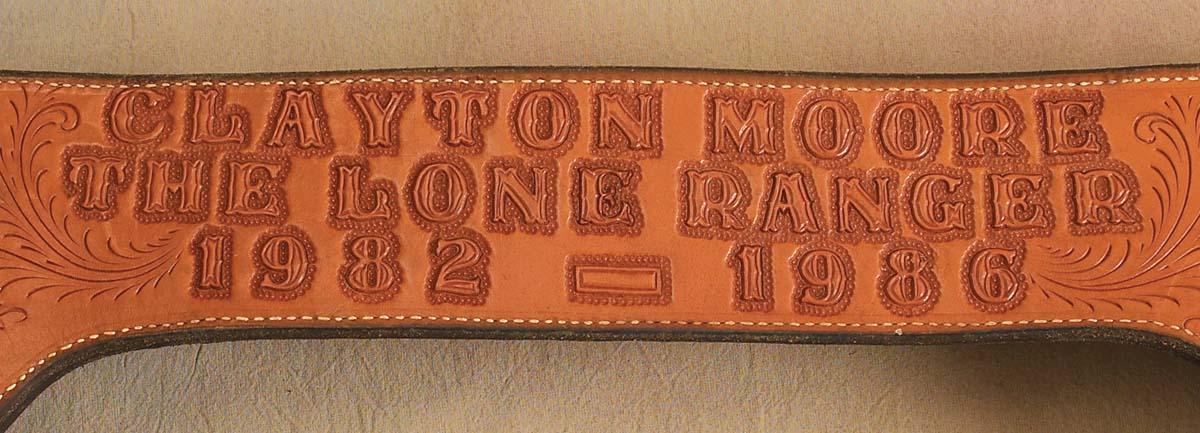 CLAYTON MOORE
THE LONE RANGER
1982 — 1986